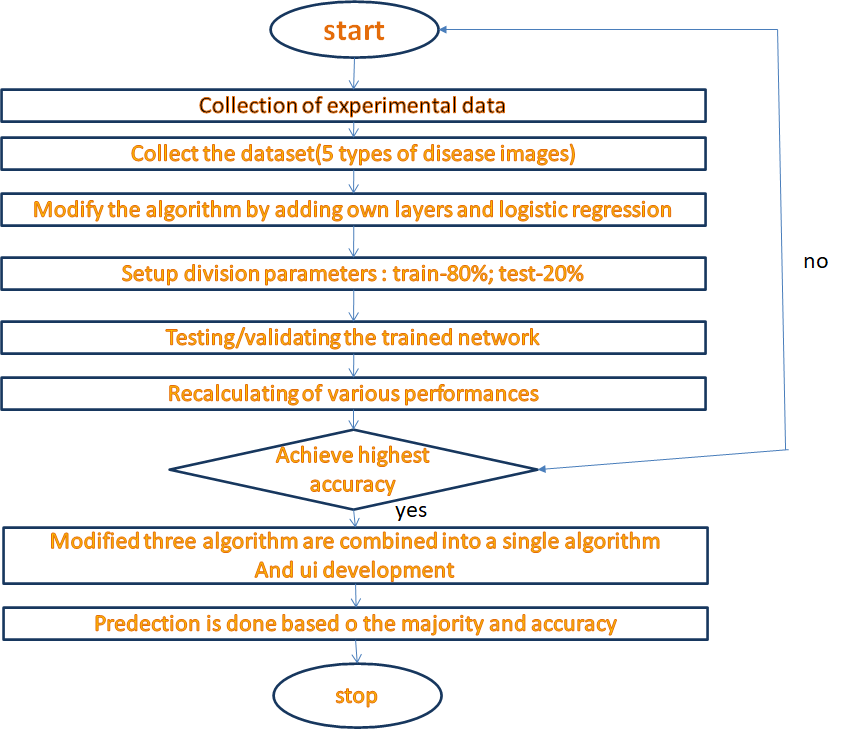 start
Collection of experimental data
Collect the dataset(5 types of disease images)
Modify the algorithm by adding own layers and logistic regression
Setup division parameters : train-80%; test-20%
no
Testing/validating the trained network
Recalculating of various performances
Achieve highest
accuracy
yes
Modified three algorithm are combined into a single algorithm
And ui development
Predection is done based o the majority and accuracy
stop